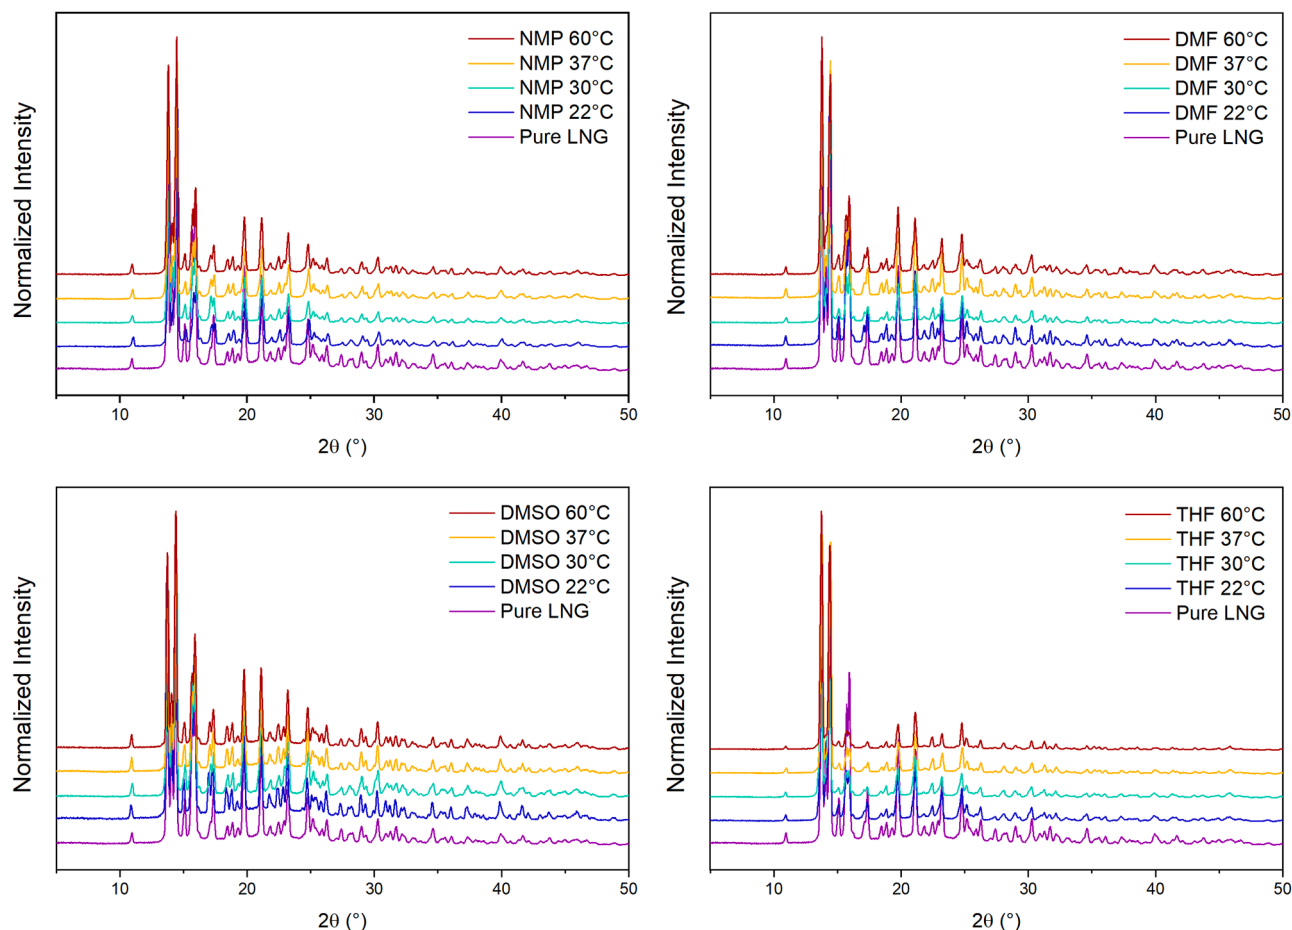 Normalized Intensity
NMP 60°C
NMP 37°C
NMP 30°C
NMP 22°C
Pure LNG
10 20 30 40 50
2θ (°)
Normalized Intensity
DMF 60°C
DMF 37°C
DMF 30°C
DMF 22°C
Pure LNG
10 20 30 40 50
2θ (°)
Normalized Intensity
DMSO 60°C
DMSO 37°C
DMSO 30°C
DMSO 22°C
Pure LNG
10 20 30 40 50
2θ (°)
Normalized Intensity
THF 60°C
THF 37°C
THF 30°C
THF 22°C
Pure LNG
10 20 30 40 50
2θ (°)